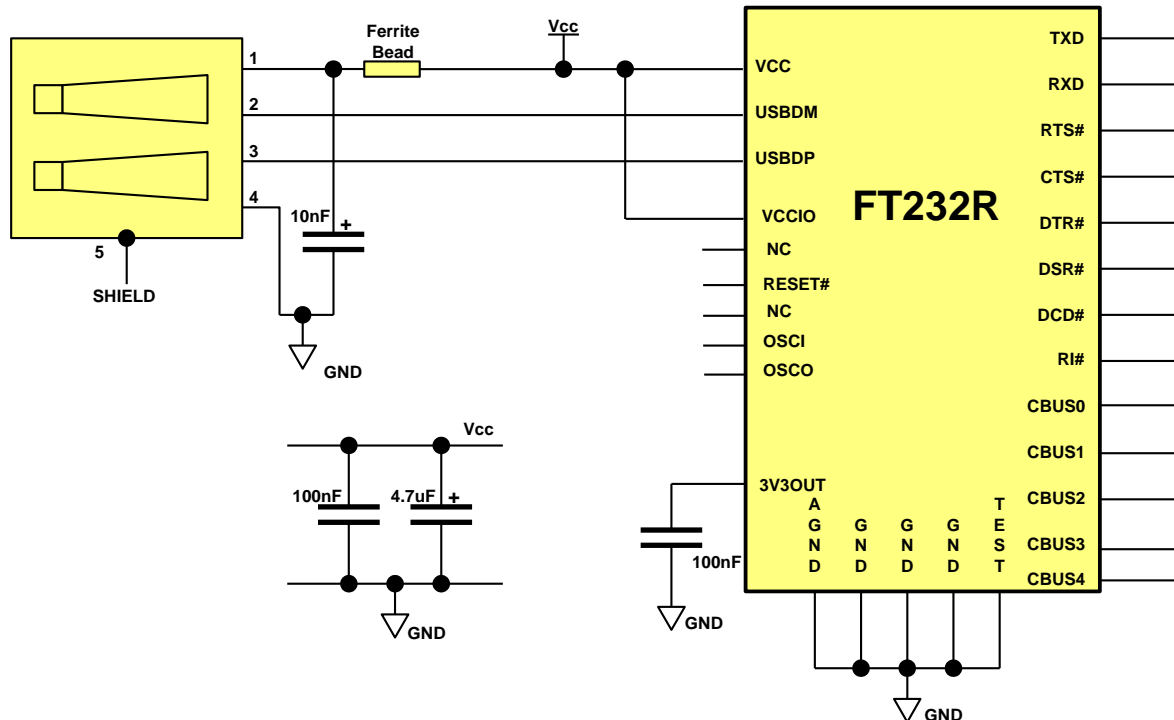 Ferrite
Bead
Vcc
1
2
3
4
5
SHIELD
10nF
+
GND
Vcc
100nF
4.7uF
+
GND
VCC
USBDM
USBDP
VCCIO
NC
RESET#
NC
OSCI
OSCO
3V3OUT
100nF
GND
FT232R
AGND
GND
GND
GND
TEST
GND
TXD
RXD
RTS#
CTS#
DTR#
DSR#
DCD#
RI#
CBUS0
CBUS1
CBUS2
CBUS3
CBUS4